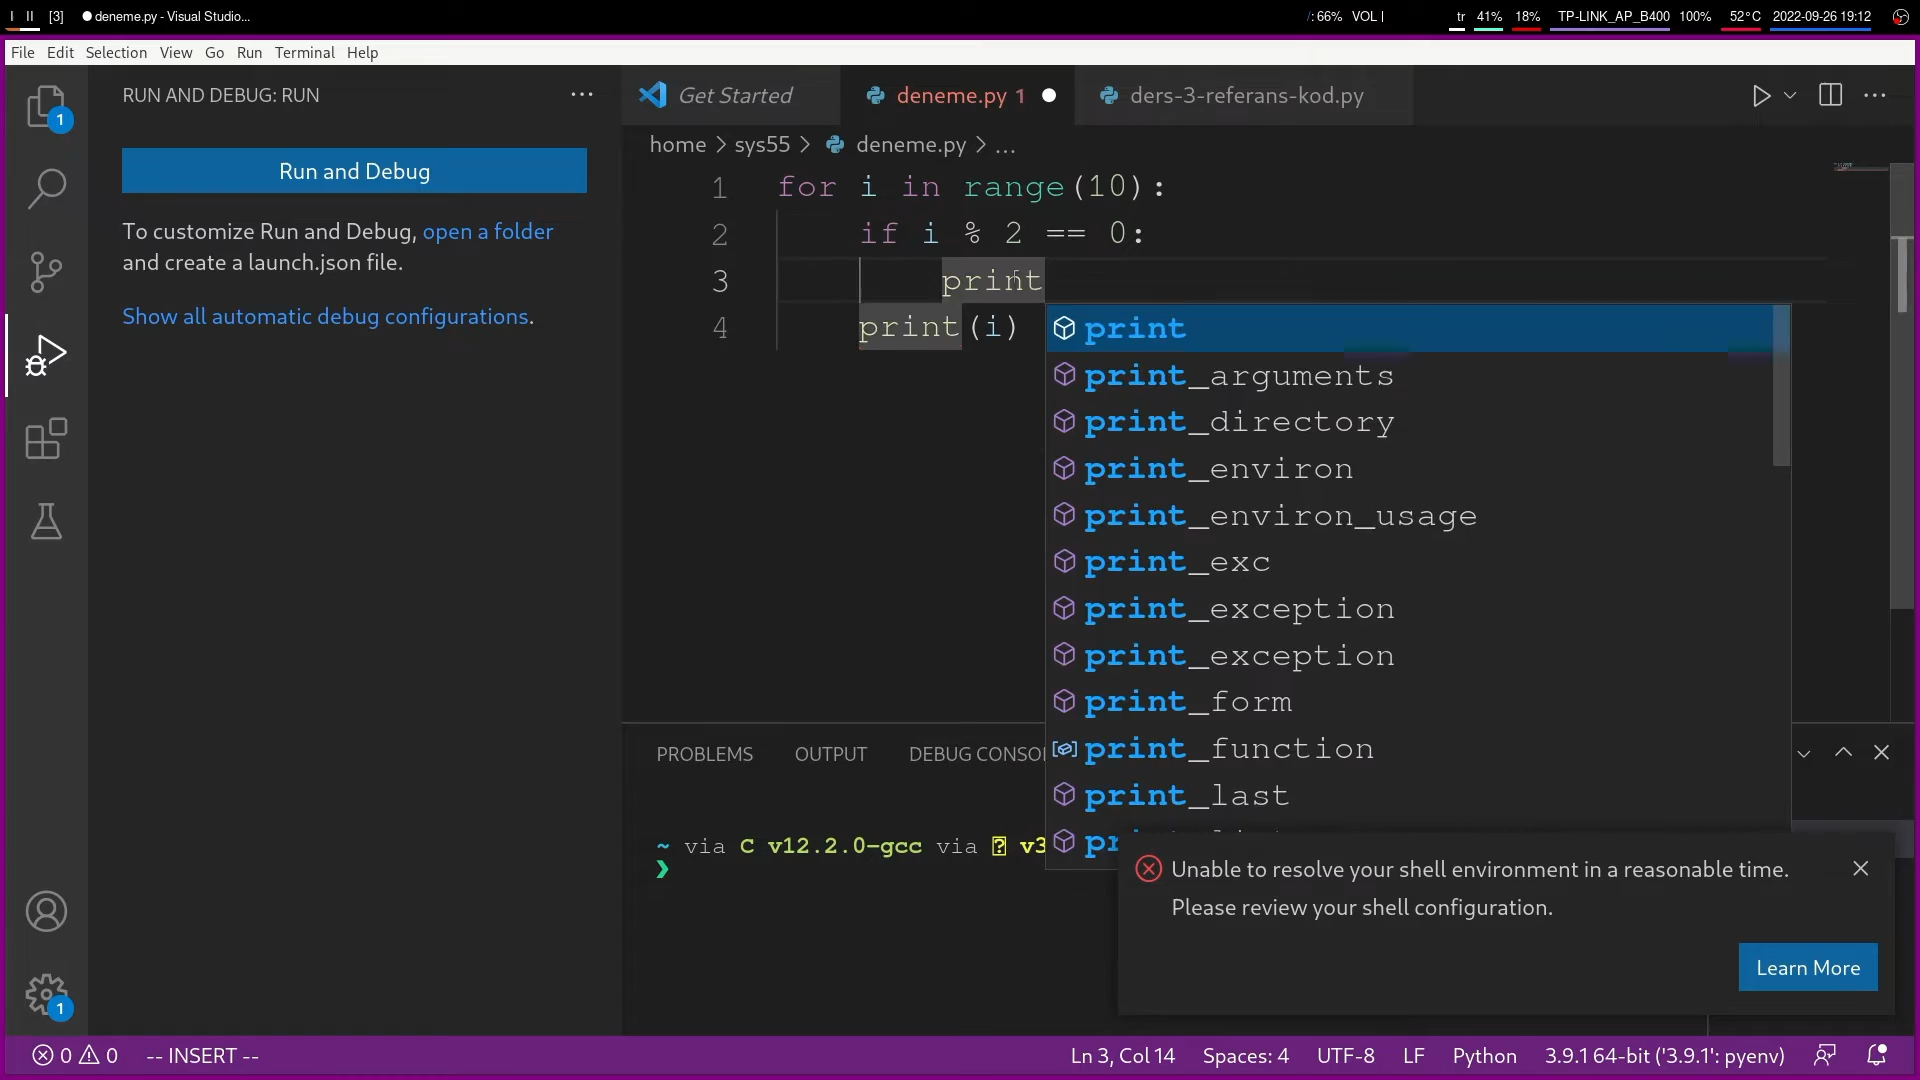 I II [3] deneme.py - Visual Studio...
/: 66% VOL | tr 41% 18% TP-LINK_AP_B400 100% 52°C 2022-09-26 19:12
File Edit Selection View Go Run Terminal Help
1
RUN AND DEBUG: RUN
Run and Debug
To customize Run and Debug, open a folder
and create a launch.json file.
Show all automatic debug configurations.
1
Get Started deneme.py 1 ders-3-referans-kod.py
home > sys55 > deneme.py > ...
1 for i in range(10):
2 if i % 2 == 0:
3 print
4 print(i)
print
print_arguments
print_directory
print_environ
print_environ_usage
print_exc
print_exception
print_exception
print_form
print_function
print_last
PROBLEMS OUTPUT DEBUG CONSO
~ via C v12.2.0-gcc via v3
❯
Unable to resolve your shell environment in a reasonable time.
Please review your shell configuration.
Learn More
0 0 -- INSERT --
Ln 3, Col 14 Spaces: 4 UTF-8 LF Python 3.9.1 64-bit ('3.9.1': pyenv)